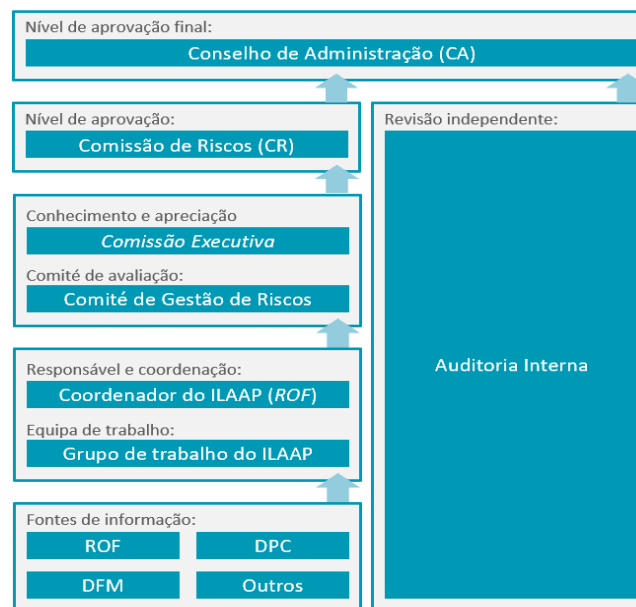 Nível de aprovação final:
Conselho de Administração (CA)
Nível de aprovação:
Comissão de Riscos (CR)
Conhecimento e apreciação
Comissão Executiva
Comité de avaliação:
Comité de Gestão de Riscos
Responsável e coordenação:
Coordenador do ILAAP (ROF)
Equipa de trabalho:
Grupo de trabalho do ILAAP
Fontes de informação:
ROF
DPC
DFM
Outros
Revisão independente:
Auditoria Interna